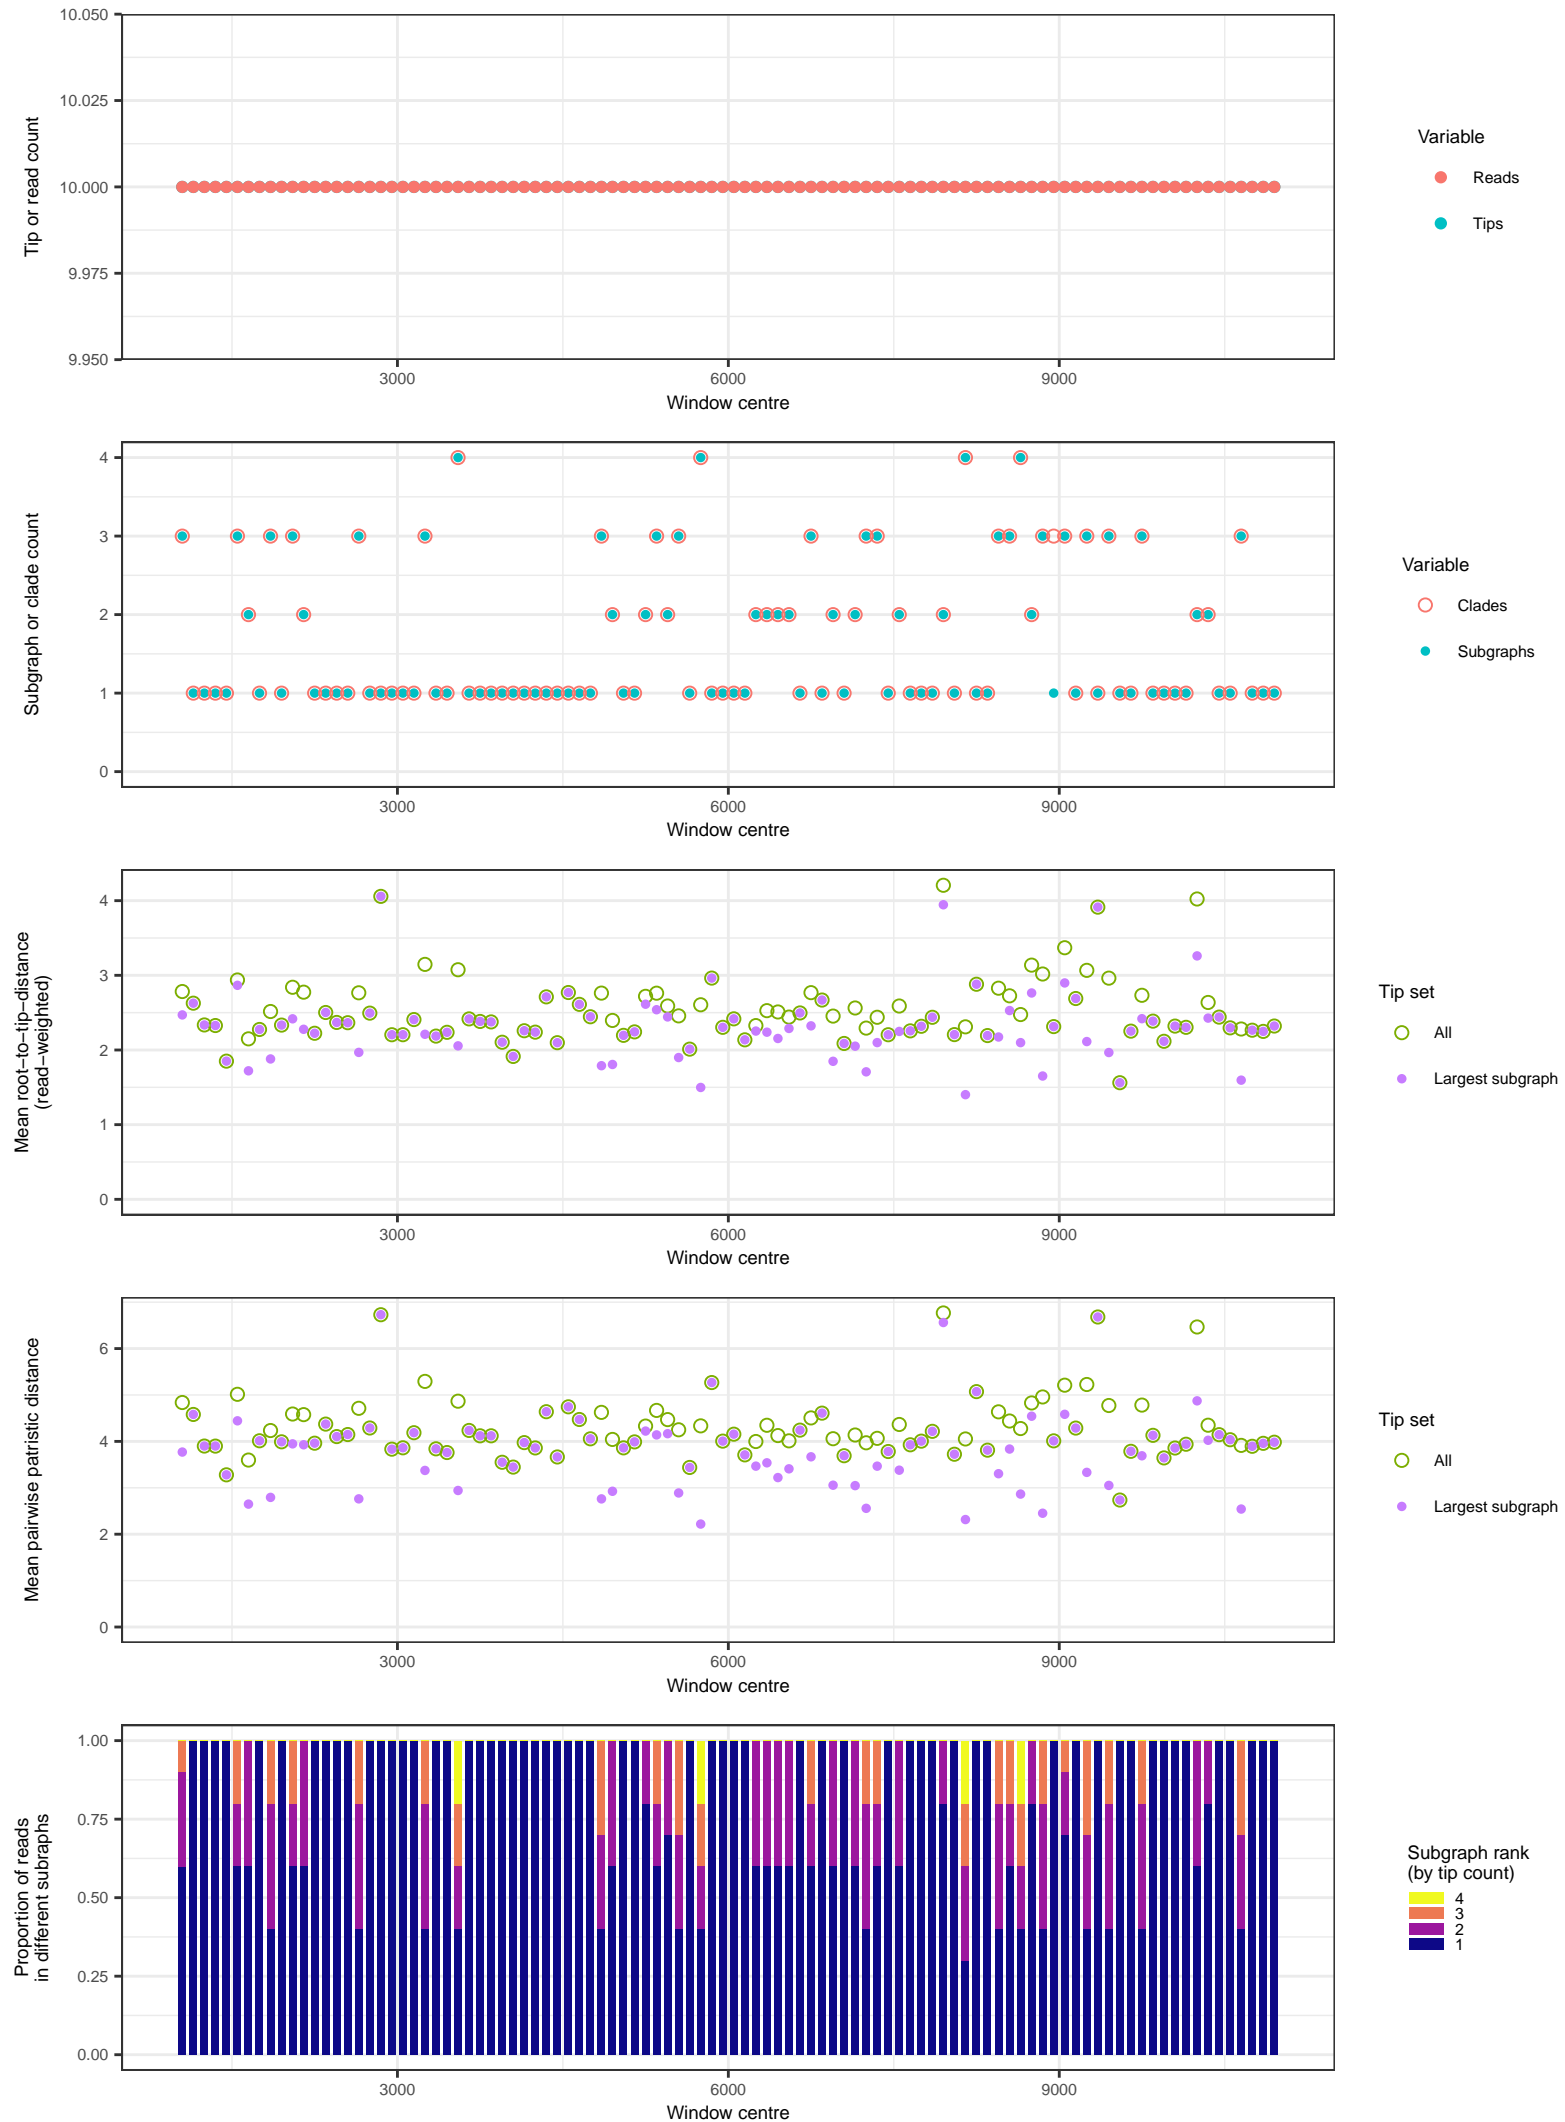 10.050
10.025
10.000
9.975
9.950
Tip or read count
3000
6000
9000
Window centre
Variable
Reads
Tips
4
3
2
1
0
Subgraph or clade count
3000
6000
9000
Window centre
Variable
Clades
Subgraphs
4
3
2
1
0
Mean root−to−tip−distance
(read−weighted)
3000
6000
9000
Window centre
Tip set
All
Largest subgraph
6
4
2
0
Mean pairwise patristic distance
3000
6000
9000
Window centre
Tip set
All
Largest subgraph
1.00
0.75
0.50
0.25
0.00
Proportion of reads
in different subraphs
3000
6000
9000
Window centre
Subgraph rank
(by tip count)
4
3
2
1